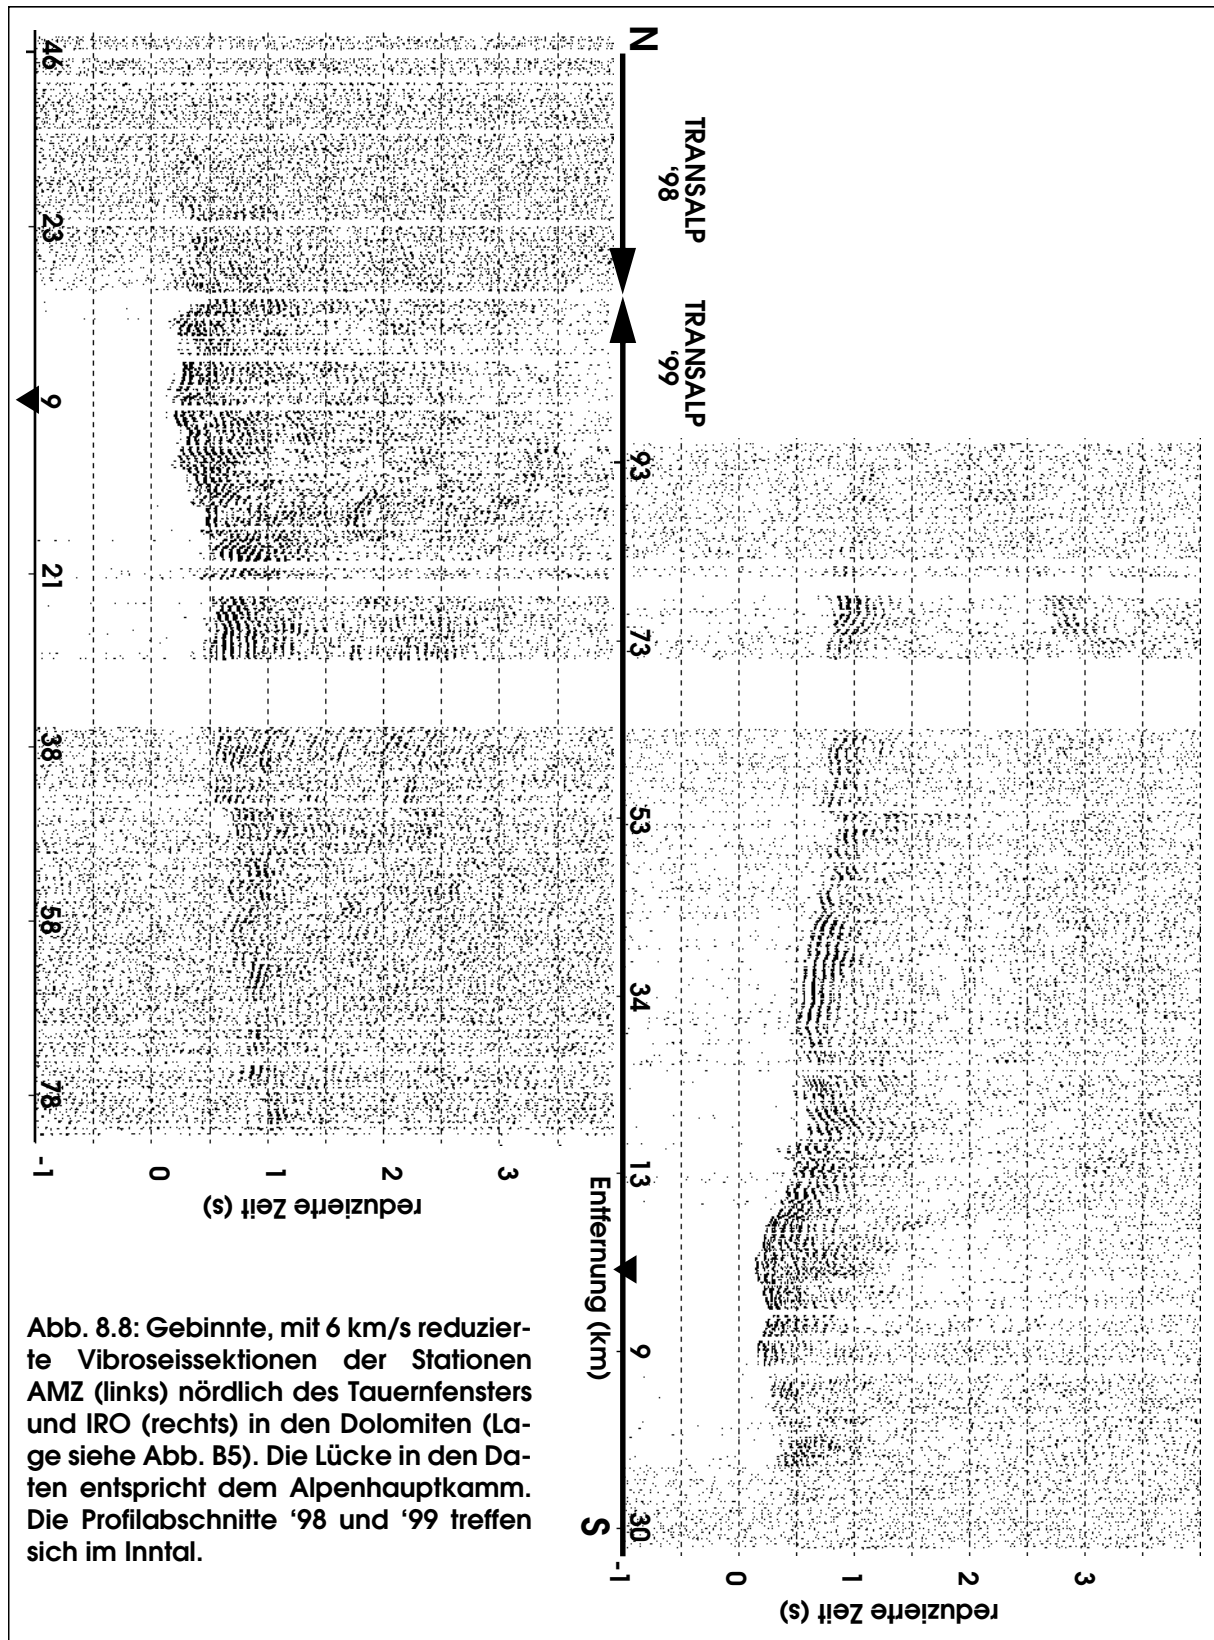 N
TRANSALP
'98
TRANSALP
'99
46
23
9
21
38
58
78
-1
0
1
2
3
reduzierte Zeit (s)
93
73
53
34
13
9
30
Entfernung (km)
S
-1
0
1
2
3
reduzierte Zeit (s)
Abb. 8.8: Gebinnte, mit 6 km/s reduzier-
te Vibroseissektionen der Stationen
AMZ (links) nördlich des Tauernfensters
und IRO (rechts) in den Dolomiten (La-
ge siehe Abb. B5). Die Lücke in den Da-
ten entspricht dem Alpenhauptkamm.
Die Profilabschnitte '98 und '99 treffen
sich im Inntal.